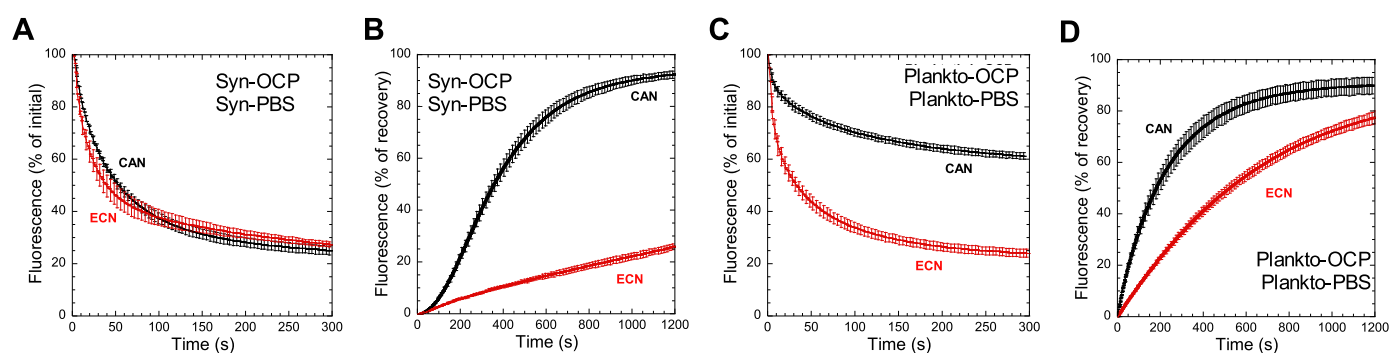 A
Fluorescence (% of initial)
100
80
60
40
20
0
Syn-OCP
Syn-PBS
CAN
ECN
0 50 100 150 200 250 300
Time (s)
B
Fluorescence (% of recovery)
100
80
60
40
20
0
Syn-OCP
Syn-PBS
CAN
ECN
0 200 400 600 800 1000 1200
Time (s)
C
Fluorescence (% of initial)
100
80
60
40
20
0
Plankto-OCP
Plankto-PBS
CAN
ECN
0 50 100 150 200 250 300
Time (s)
D
Fluorescence (% of recovery)
100
80
60
40
20
0
CAN
ECN
Plankto-OCP
Plankto-PBS
0 200 400 600 800 1000 1200
Time (s)